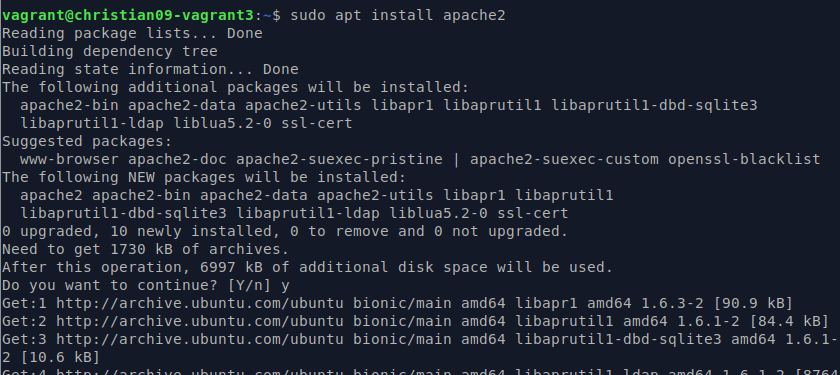 vagrant@christian09-vagrant3:~$ sudo apt install apache2
Reading package lists... Done
Building dependency tree
Reading state information... Done
The following additional packages will be installed:
  apache2-bin apache2-data apache2-utils libapr1 libaprutil1 libaprutil1-dbd-sqlite3
  libaprutil1-ldap liblua5.2-0 ssl-cert
Suggested packages:
  www-browser apache2-doc apache2-suexec-pristine | apache2-suexec-custom openssl-blacklist
The following NEW packages will be installed:
  apache2 apache2-bin apache2-data apache2-utils libapr1 libaprutil1
  libaprutil1-dbd-sqlite3 libaprutil1-ldap liblua5.2-0 ssl-cert
0 upgraded, 10 newly installed, 0 to remove and 0 not upgraded.
Need to get 1730 kB of archives.
After this operation, 6997 kB of additional disk space will be used.
Do you want to continue? [Y/n] y
Get:1 http://archive.ubuntu.com/ubuntu bionic/main amd64 libapr1 amd64 1.6.3-2 [90.9 kB]
Get:2 http://archive.ubuntu.com/ubuntu bionic/main amd64 libaprutil1 amd64 1.6.1-2 [84.4 kB]
Get:3 http://archive.ubuntu.com/ubuntu bionic/main amd64 libaprutil1-dbd-sqlite3 amd64 1.6.1-
2 [10.6 kB]
Get:4 http://archive.ubuntu.com/ubuntu bionic/main amd64 libaprutil1-ldap amd64 1.6.1-2 [8764